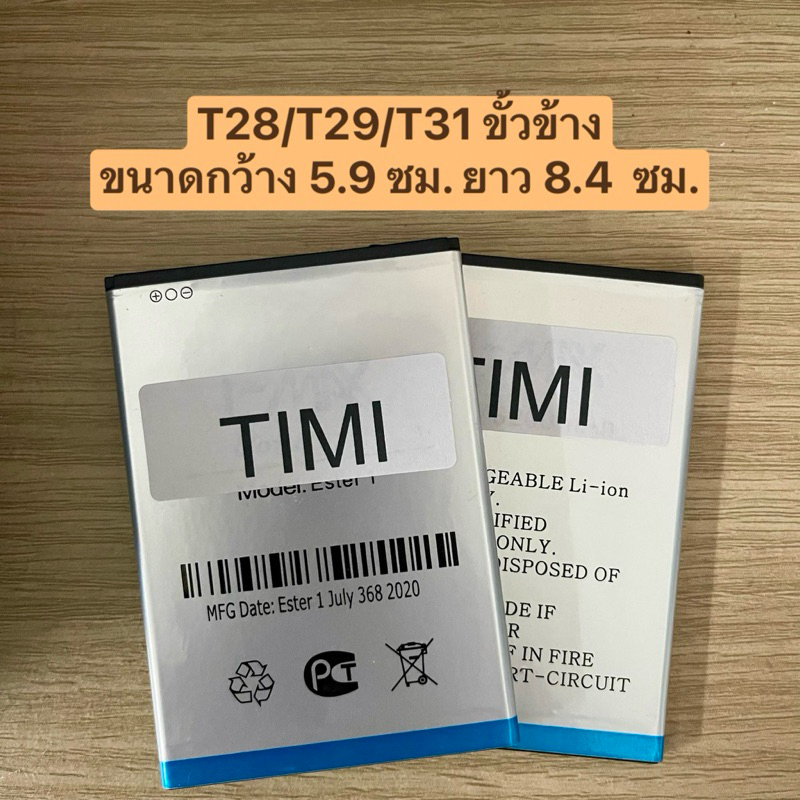 T28/T29/T31 ขั้วข้าง
ขนาดกว้าง 5.9 ซม. ยาว 8.4 ซม.
TIMI
Model: Ester 1
MFG Date: Ester 1 July 368 2020
PCT
TIMI
GEABLE Li-ion
Y.
IFIED
ONLY.
DISPOSED OF
DE IF
R
F IN FIRE
RT-CIRCUIT